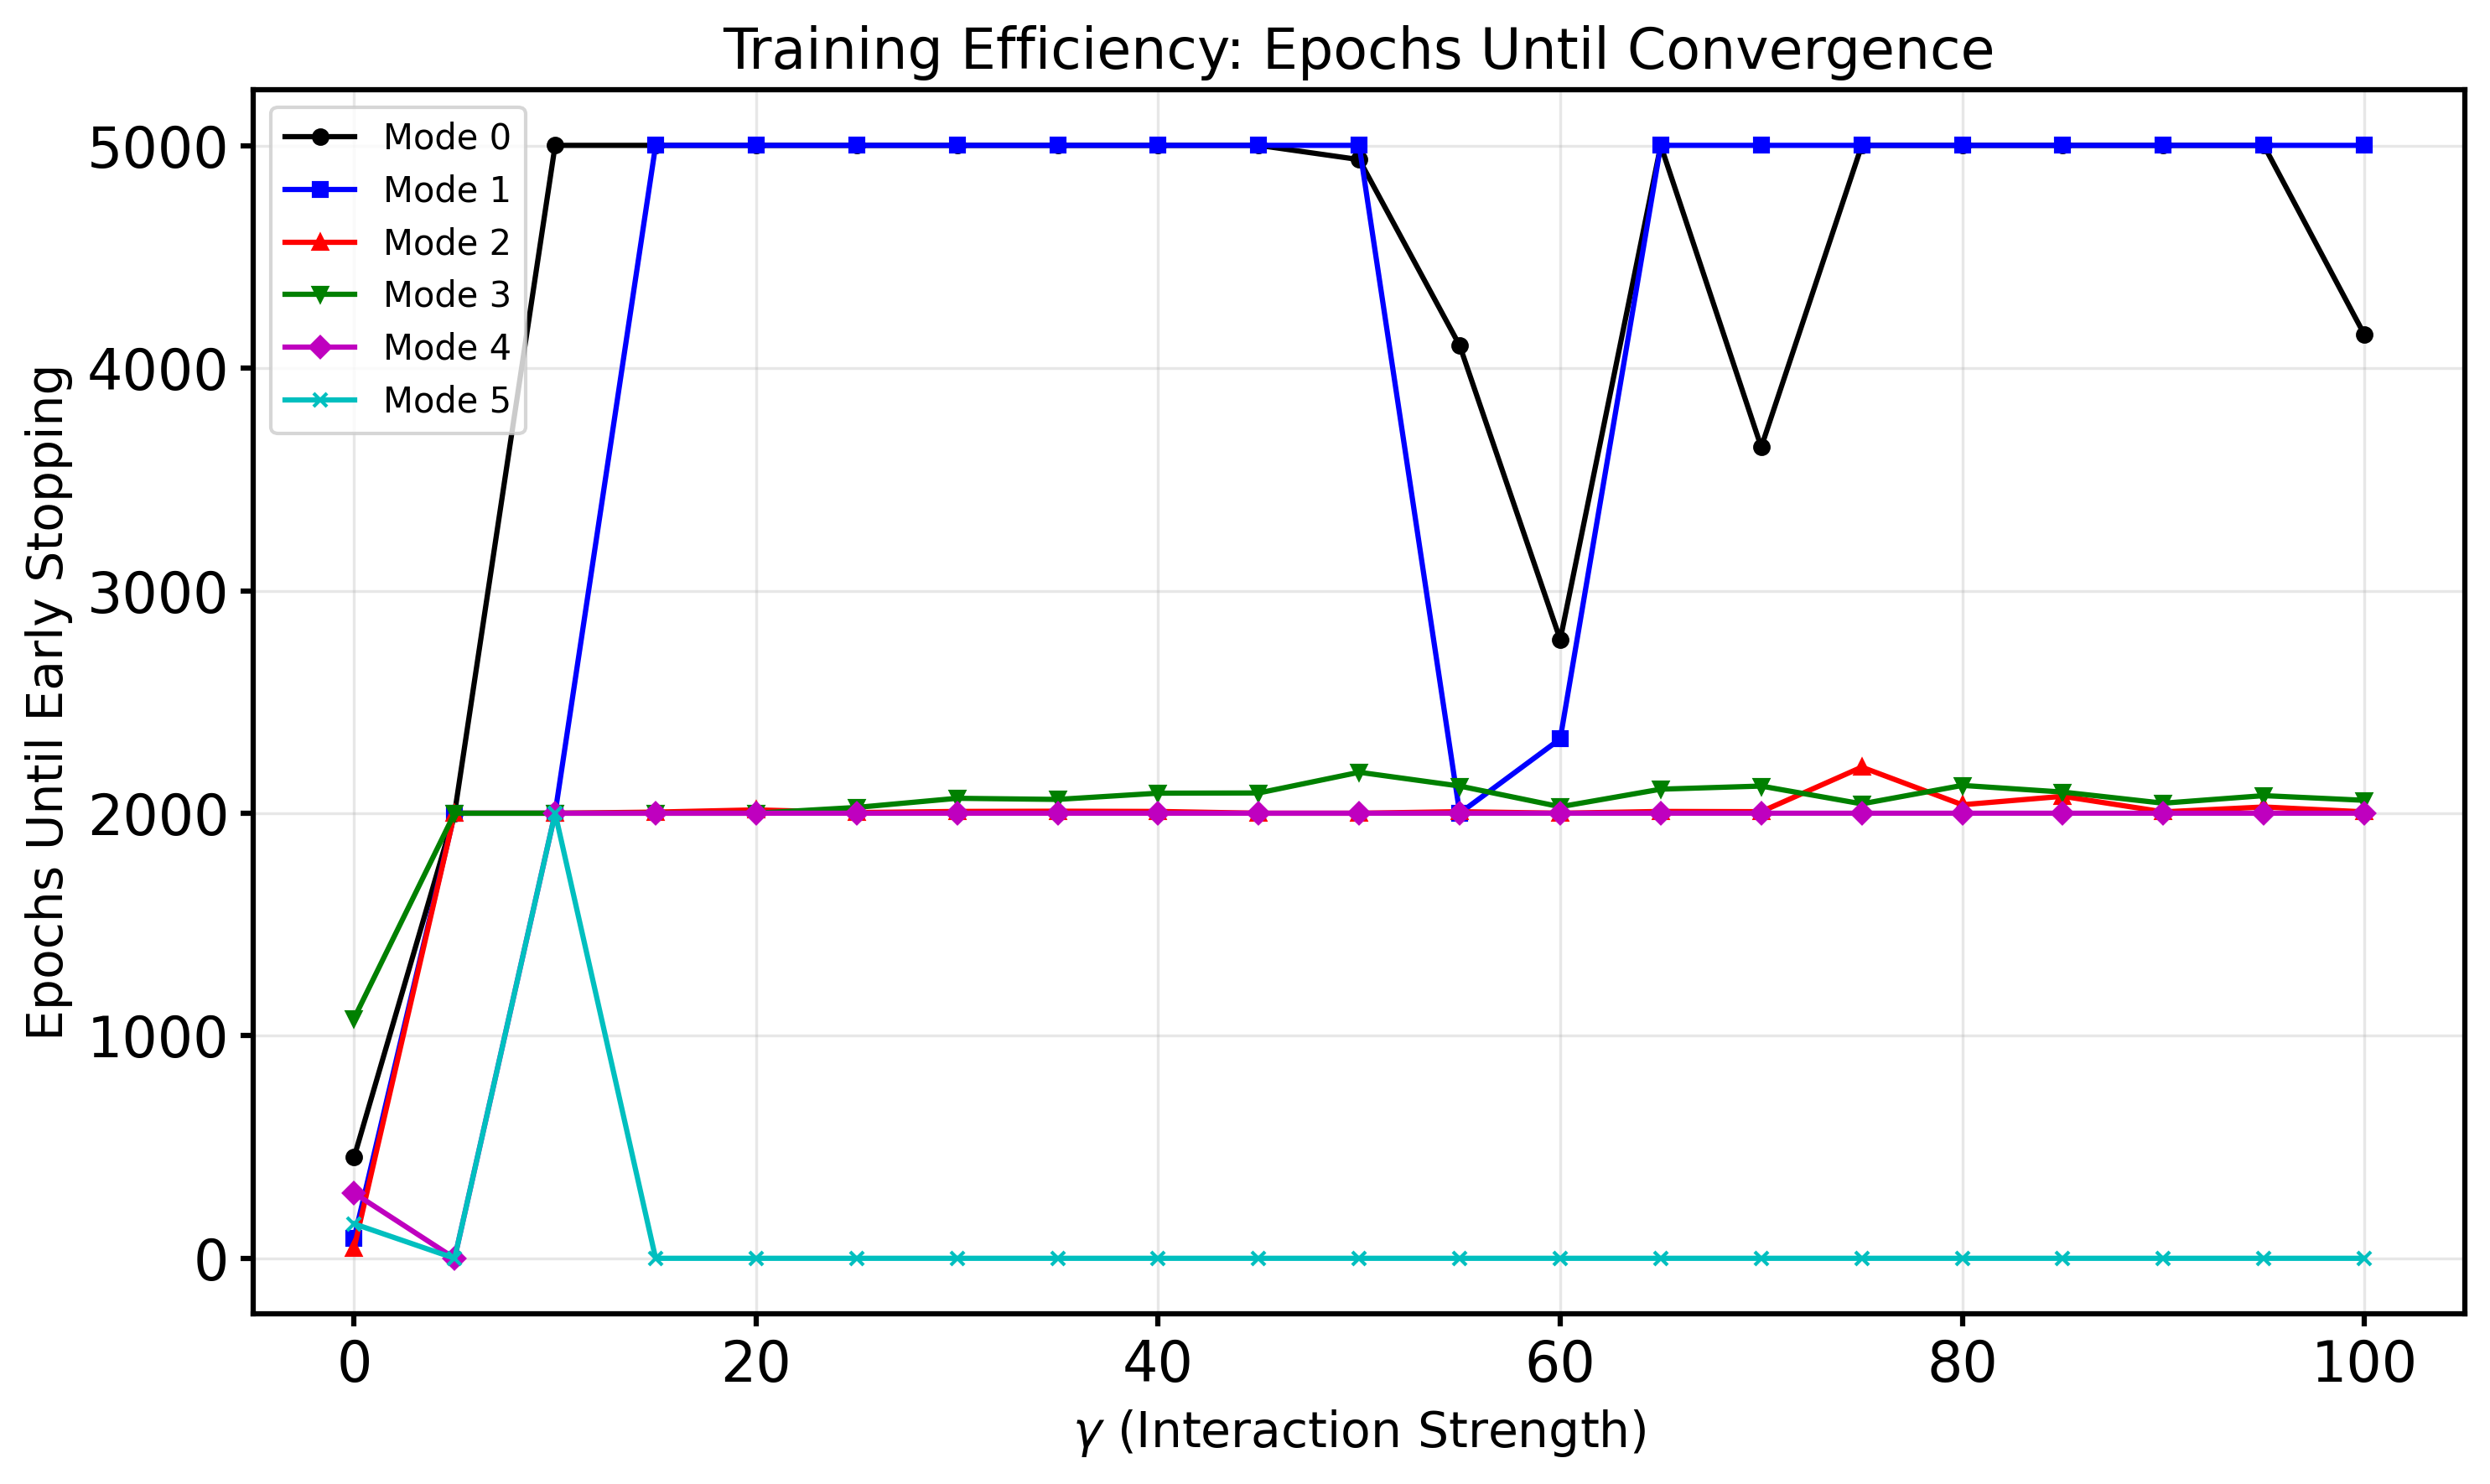 Training Efficiency: Epochs Until Convergence
Mode 0
Mode 1
Mode 2
Mode 3
Mode 4
Mode 5
Epochs Until Early Stopping
5000
4000
3000
2000
1000
0
0 20 40 60 80 100
γ (Interaction Strength)